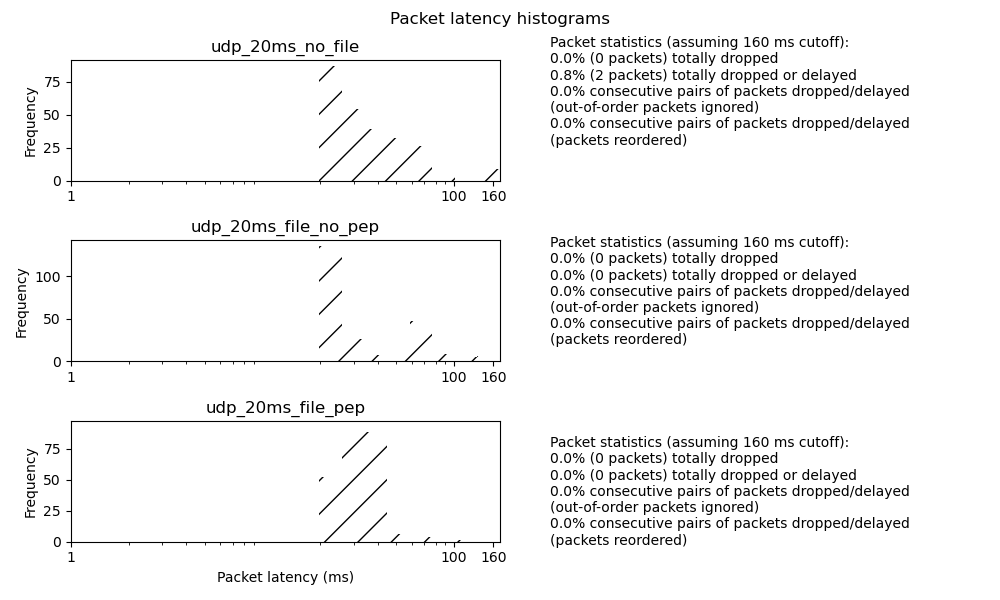 Packet latency histograms
udp_20ms_no_file
Frequency
75
50
25
0
1
100
160
Packet statistics (assuming 160 ms cutoff):
0.0% (0 packets) totally dropped
0.8% (2 packets) totally dropped or delayed
0.0% consecutive pairs of packets dropped/delayed
(out-of-order packets ignored)
0.0% consecutive pairs of packets dropped/delayed
(packets reordered)
udp_20ms_file_no_pep
Frequency
100
50
0
1
100
160
Packet statistics (assuming 160 ms cutoff):
0.0% (0 packets) totally dropped
0.0% (0 packets) totally dropped or delayed
0.0% consecutive pairs of packets dropped/delayed
(out-of-order packets ignored)
0.0% consecutive pairs of packets dropped/delayed
(packets reordered)
udp_20ms_file_pep
Frequency
75
50
25
0
1
100
160
Packet latency (ms)
Packet statistics (assuming 160 ms cutoff):
0.0% (0 packets) totally dropped
0.0% (0 packets) totally dropped or delayed
0.0% consecutive pairs of packets dropped/delayed
(out-of-order packets ignored)
0.0% consecutive pairs of packets dropped/delayed
(packets reordered)